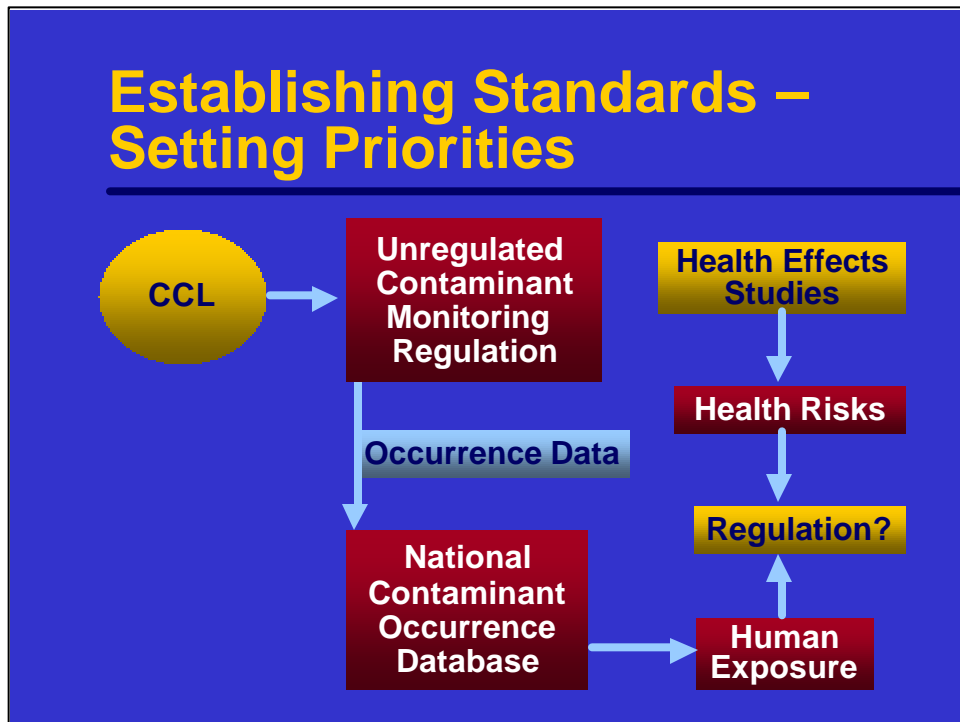 Establishing Standards –
Setting Priorities
CCL
Unregulated
Contaminant
Monitoring
Regulation
Health Effects
Studies
Health Risks
Occurrence Data
Regulation?
National
Contaminant
Occurrence
Database
Human
Exposure